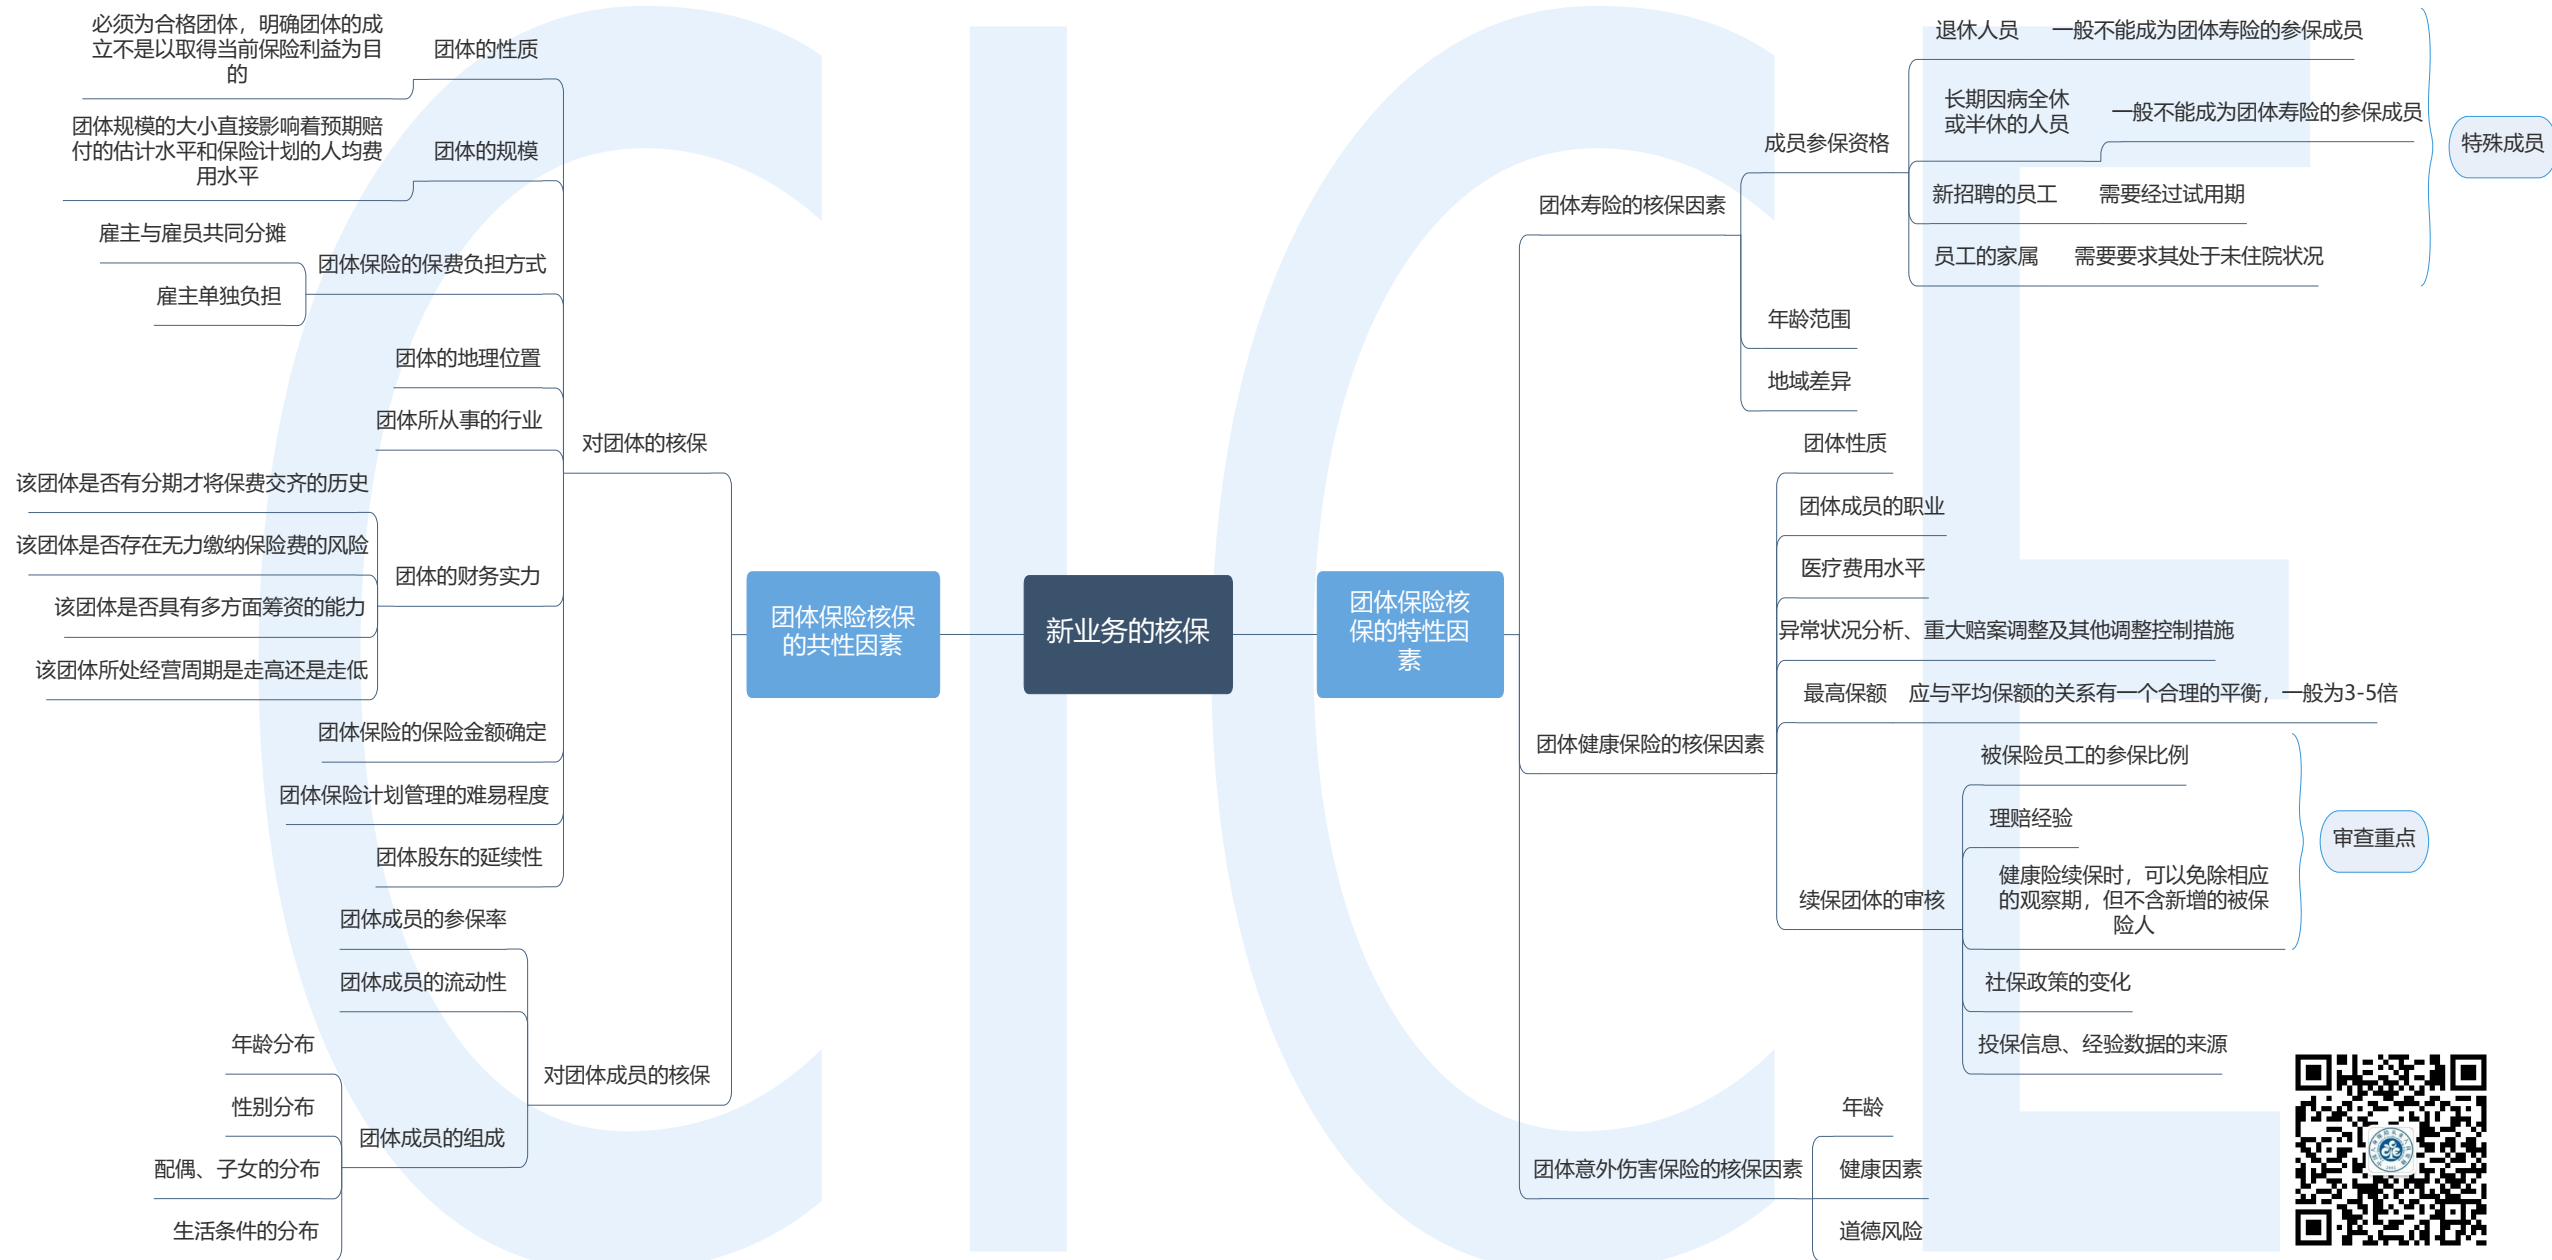 新业务的核保
团体保险核保
的共性因素
对团体的核保
团体的性质
必须为合格团体，明确团体的成
立不是以取得当前保险利益为目
的
团体的规模
团体规模的大小直接影响着预期赔
付的估计水平和保险计划的人均费
用水平
团体保险的保费负担方式
雇主与雇员共同分摊
雇主单独负担
团体的地理位置
团体所从事的行业
团体的财务实力
该团体是否有分期才将保费交齐的历史
该团体是否存在无力缴纳保险费的风险
该团体是否具有多方面筹资的能力
该团体所处经营周期是走高还是走低
团体保险的保险金额确定
团体保险计划管理的难易程度
团体股东的延续性
对团体成员的核保
团体成员的参保率
团体成员的流动性
团体成员的组成
年龄分布
性别分布
配偶、子女的分布
生活条件的分布
团体保险核
保的特性因
素
团体寿险的核保因素
成员参保资格
退休人员 一般不能成为团体寿险的参保成员
长期因病全休
或半休的人员
一般不能成为团体寿险的参保成员
新招聘的员工 需要经过试用期
员工的家属 需要要求其处于未住院状况
特殊成员
年龄范围
地域差异
团体健康保险的核保因素
团体性质
团体成员的职业
医疗费用水平
异常状况分析、重大赔案调整及其他调整控制措施
最高保额 应与平均保额的关系有一个合理的平衡，一般为3-5倍
续保团体的审核
被保险员工的参保比例
理赔经验
健康险续保时，可以免除相应
的观察期，但不含新增的被保
险人
审查重点
社保政策的变化
投保信息、经验数据的来源
团体意外伤害保险的核保因素
年龄
健康因素
道德风险
CICE